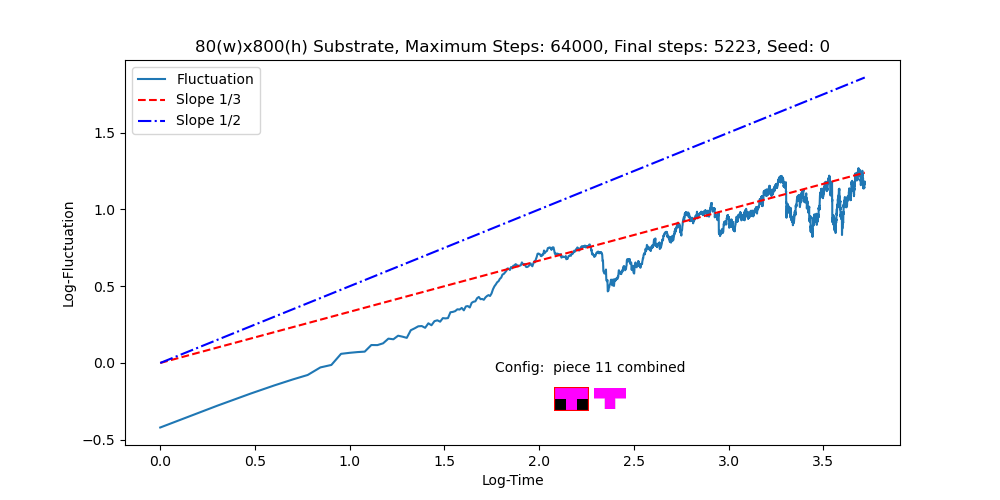 80(w)x800(h) Substrate, Maximum Steps: 64000, Final steps: 5223, Seed: 0
Fluctuation
Slope 1/3
Slope 1/2
1.5
1.0
0.5
0.0
−0.5
Log-Fluctuation
Config:  piece 11 combined
0.0 0.5 1.0 1.5 2.0 2.5 3.0 3.5
Log-Time